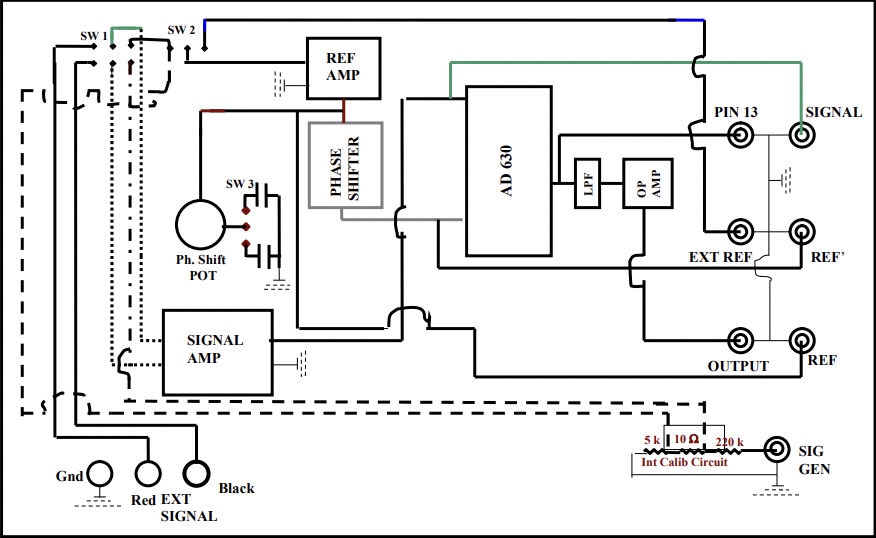 SW 1
SW 2
REF
AMP
PIN 13
SIGNAL
PHASE
SHIFTER
AD 630
LPF
OP
AMP
SW 3
Ph. Shift
POT
EXT REF
REF'
SIGNAL
AMP
OUTPUT
REF
5 k
10 Ω
220 k
Int Calib Circuit
SIG
GEN
Gnd
Red
EXT
SIGNAL
Black